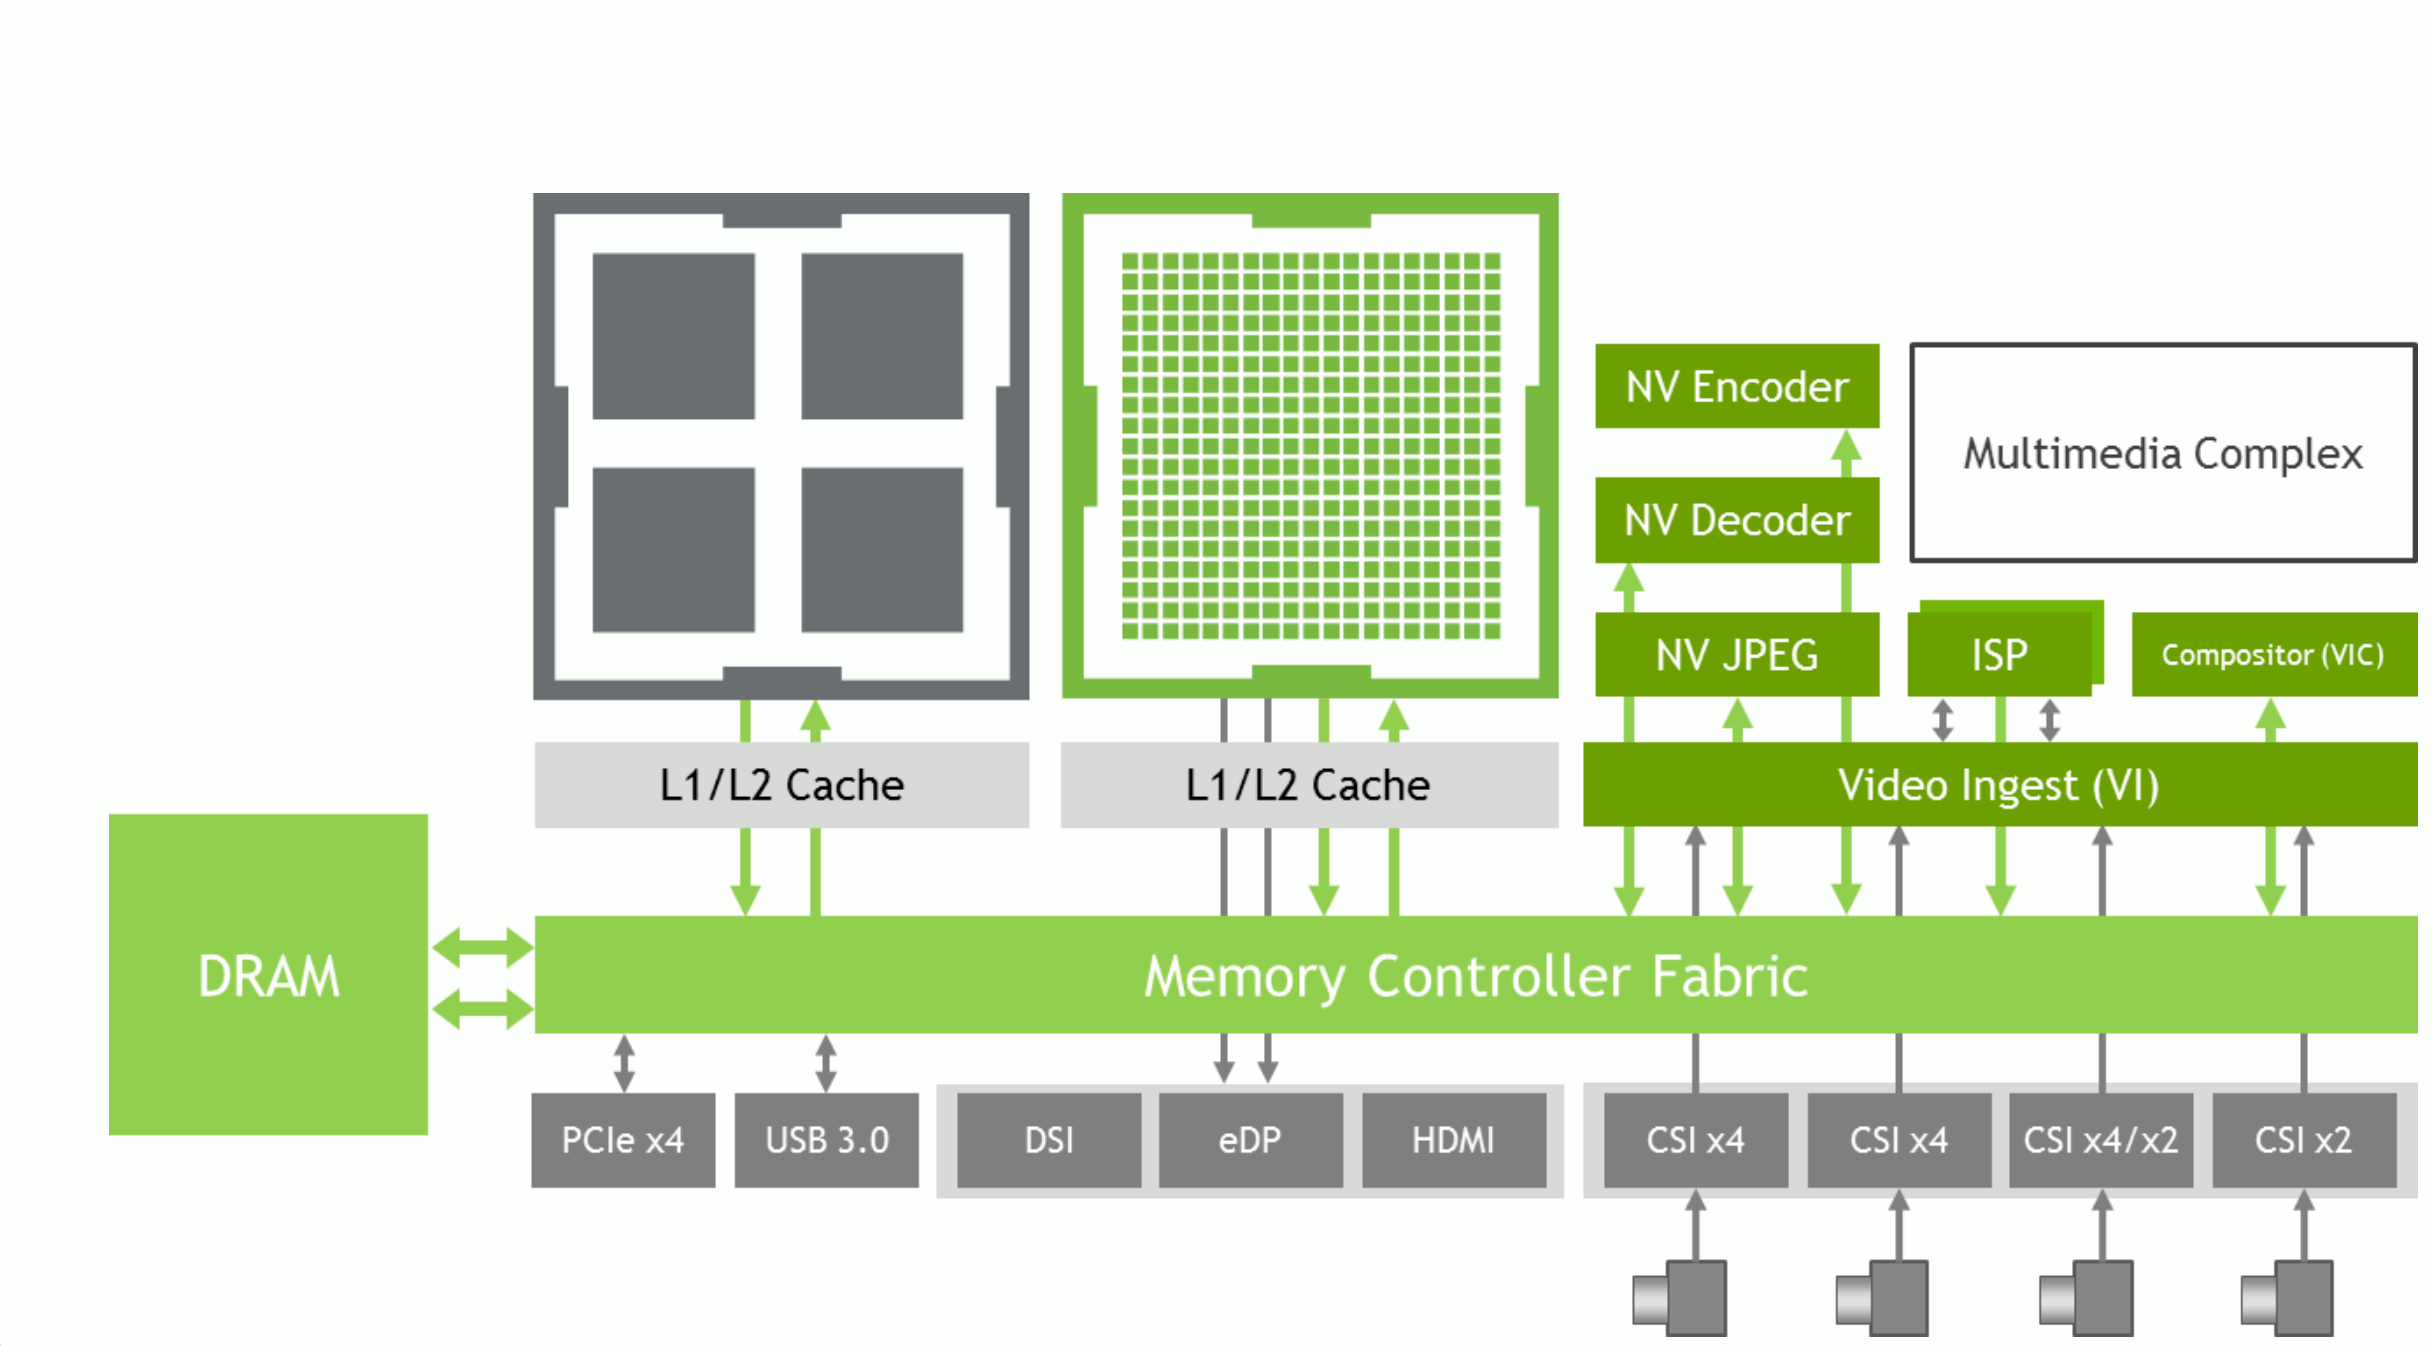 NV Encoder
Multimedia Complex
NV Decoder
NV JPEG
ISP
Compositor (VIC)
L1/L2 Cache
L1/L2 Cache
Video Ingest (VI)
DRAM
Memory Controller Fabric
PCIe x4
USB 3.0
DSI
eDP
HDMI
CSI x4
CSI x4
CSI x4/x2
CSI x2